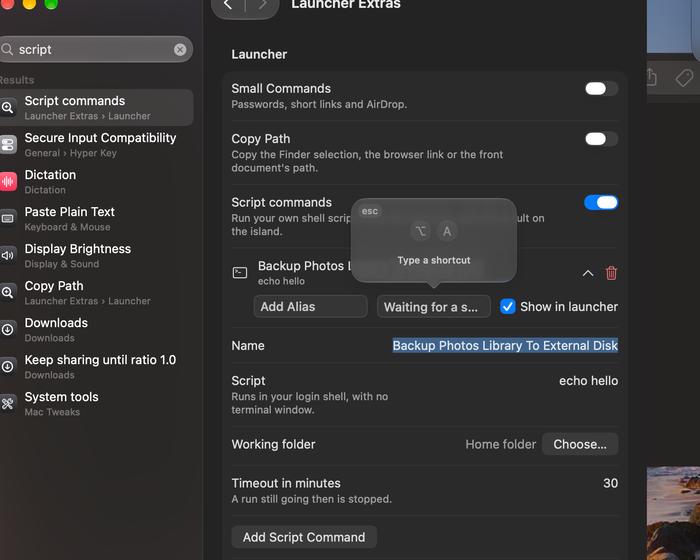 Launcher Extras
script
Results
Script commands
Launcher Extras › Launcher
Secure Input Compatibility
General › Hyper Key
Dictation
Dictation
Paste Plain Text
Keyboard & Mouse
Display Brightness
Display & Sound
Copy Path
Launcher Extras › Launcher
Downloads
Downloads
Keep sharing until ratio 1.0
Downloads
System tools
Mac Tweaks
Launcher
Small Commands
Passwords, short links and AirDrop.
Copy Path
Copy the Finder selection, the browser link or the front
document's path.
Script commands
Run your own shell scrip
ult on
the island.
esc
⌥ A
Type a shortcut
Backup Photos L
echo hello
Add Alias
Waiting for a s...
Show in launcher
Name
Backup Photos Library To External Disk
Script
echo hello
Runs in your login shell, with no
terminal window.
Working folder
Home folder
Choose...
Timeout in minutes
30
A run still going then is stopped.
Add Script Command